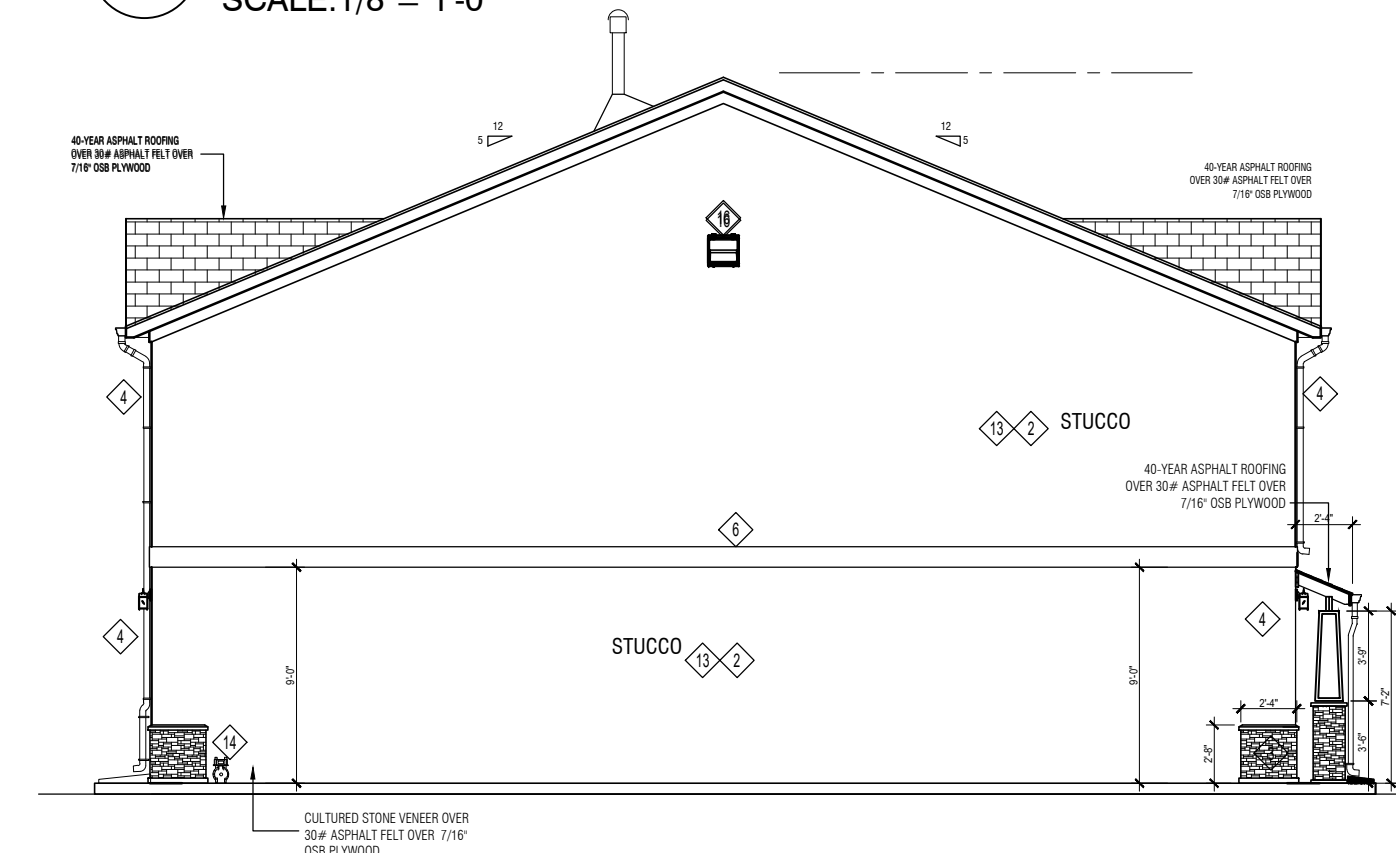 SCALE:1/8" = 1'-0"
40-YEAR ASPHALT ROOFING
OVER 30# ASPHALT FELT OVER
7/16" OSB PLYWOOD
12
5
12
5
40-YEAR ASPHALT ROOFING
OVER 30# ASPHALT FELT OVER
7/16" OSB PLYWOOD
16
4
4
13 2 STUCCO
40-YEAR ASPHALT ROOFING
OVER 30# ASPHALT FELT OVER
7/16" OSB PLYWOOD
2'-4"
6
4
4
STUCCO 13 2
9'-0"
9'-0"
3'-9"
7'-2"
2'-4"
14
2'-8"
3'-6"
CULTURED STONE VENEER OVER
30# ASPHALT FELT OVER 7/16"
OSB PLYWOOD